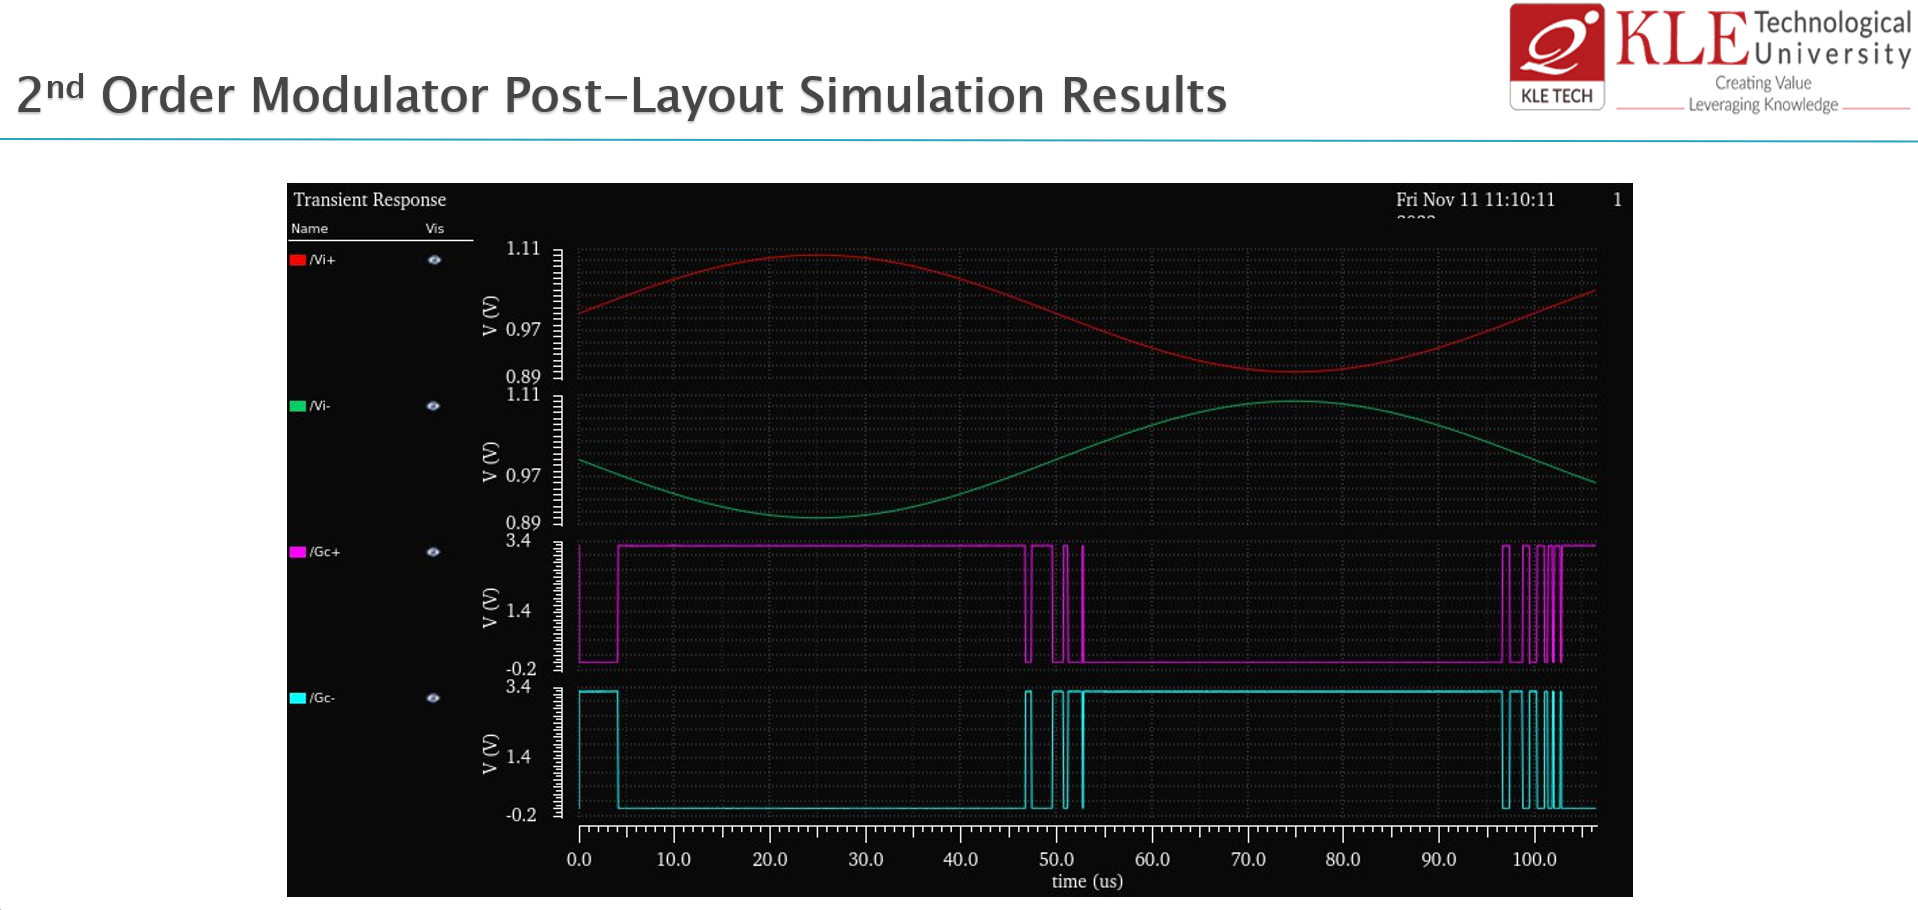 2nd Order Modulator Post-Layout Simulation Results
KLE TECH
KLE Technological University
Creating Value
Leveraging Knowledge
Transient Response
Fri Nov 11 11:10:11
1
Name
Vis
/Vi+
1.11
V (V)
0.97
0.89
/Vi-
1.11
V (V)
0.97
0.89
/Gc+
3.4
V (V)
1.4
-0.2
/Gc-
3.4
V (V)
1.4
-0.2
0.0 10.0 20.0 30.0 40.0 50.0 60.0 70.0 80.0 90.0 100.0
time (us)